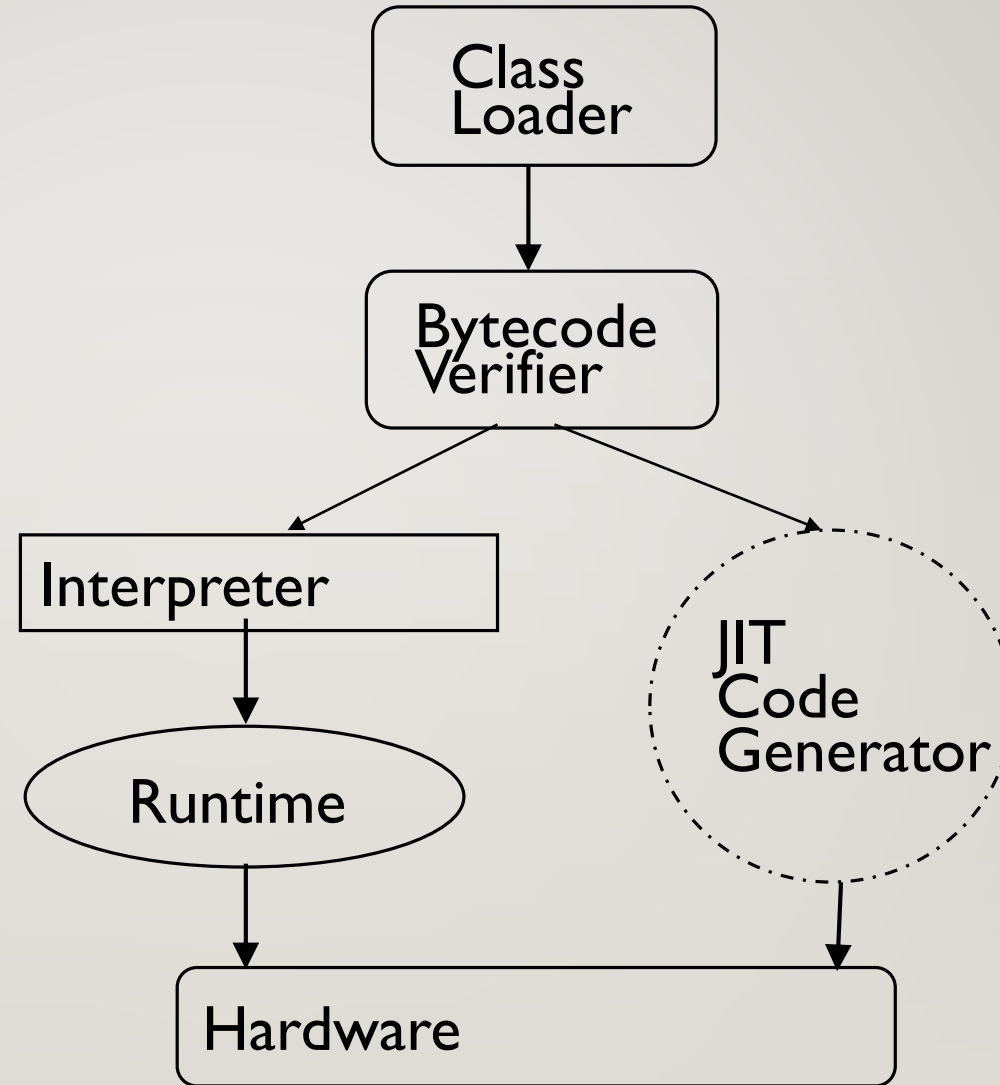 Class
Loader
Bytecode
Verifier
Interpreter
JIT
Code
Generator
Runtime
Hardware